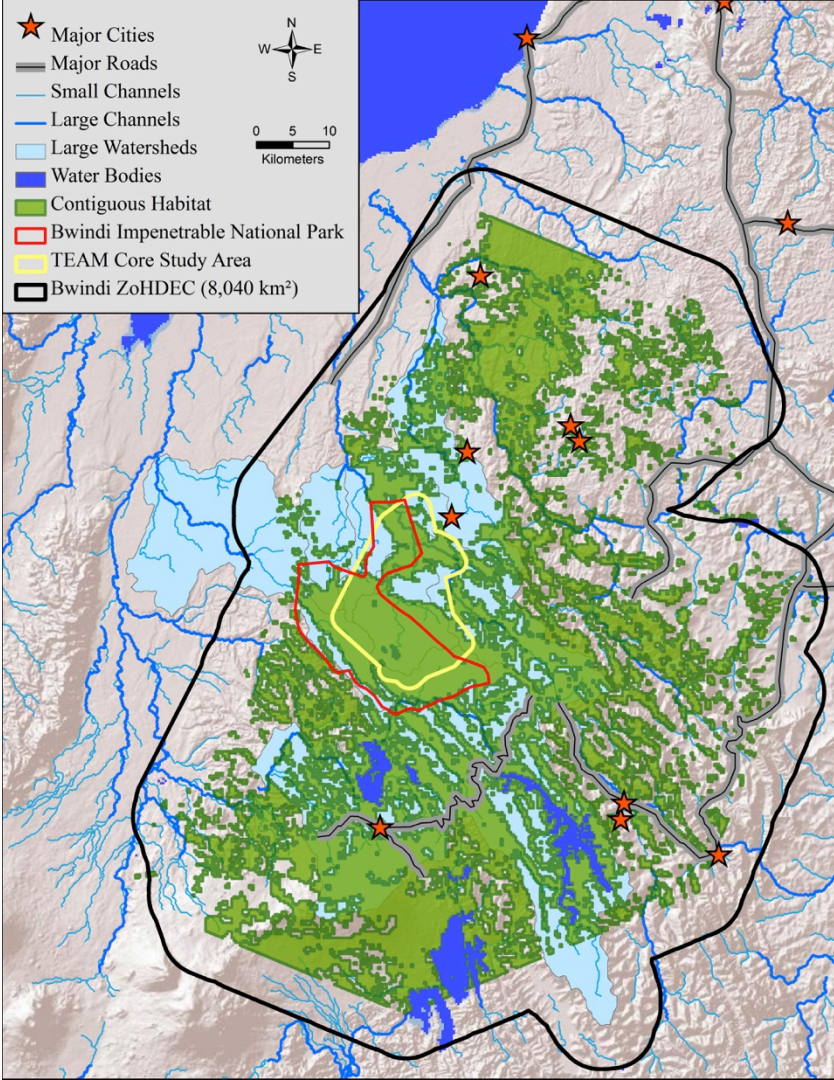 Major Cities
Major Roads
Small Channels
Large Channels
Large Watersheds
Water Bodies
Contiguous Habitat
Bwindi Impenetrable National Park
TEAM Core Study Area
Bwindi ZoHDEC (8,040 km²)
N
W E
S
0 5 10
Kilometers